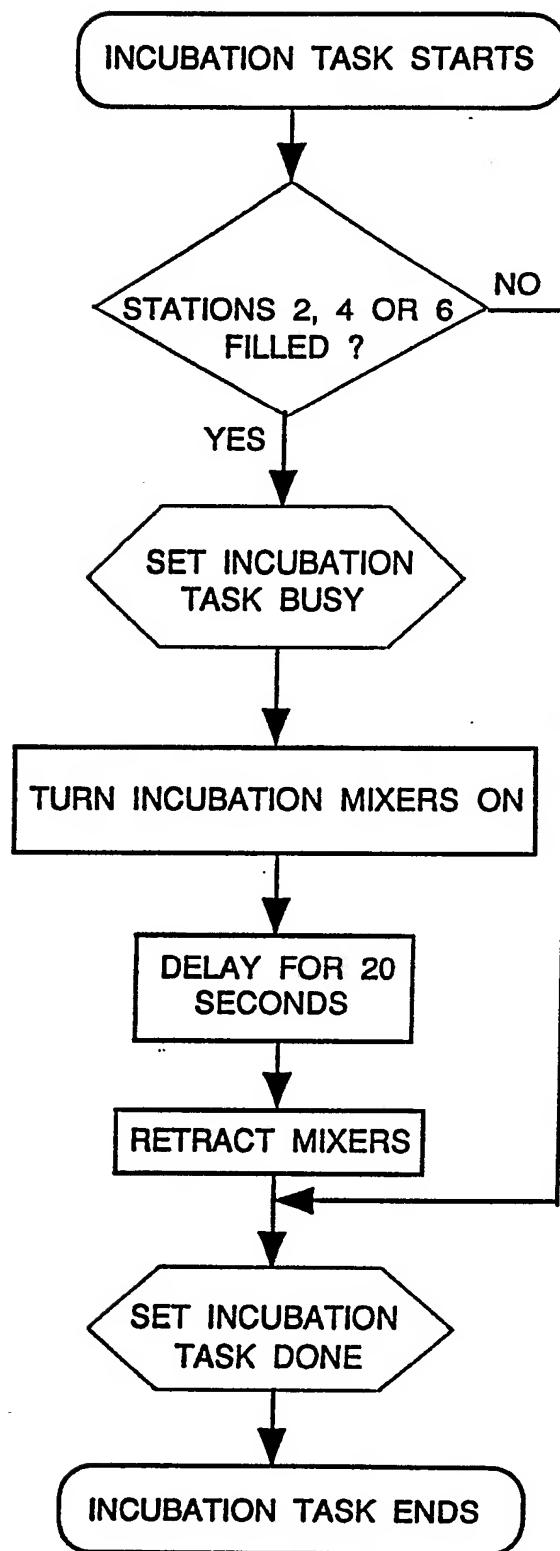 INCUBATION TASK STARTS
STATIONS 2, 4 OR 6
FILLED ?
NO
YES
SET INCUBATION
TASK BUSY
TURN INCUBATION MIXERS ON
DELAY FOR 20
SECONDS
RETRACT MIXERS
SET INCUBATION
TASK DONE
INCUBATION TASK ENDS